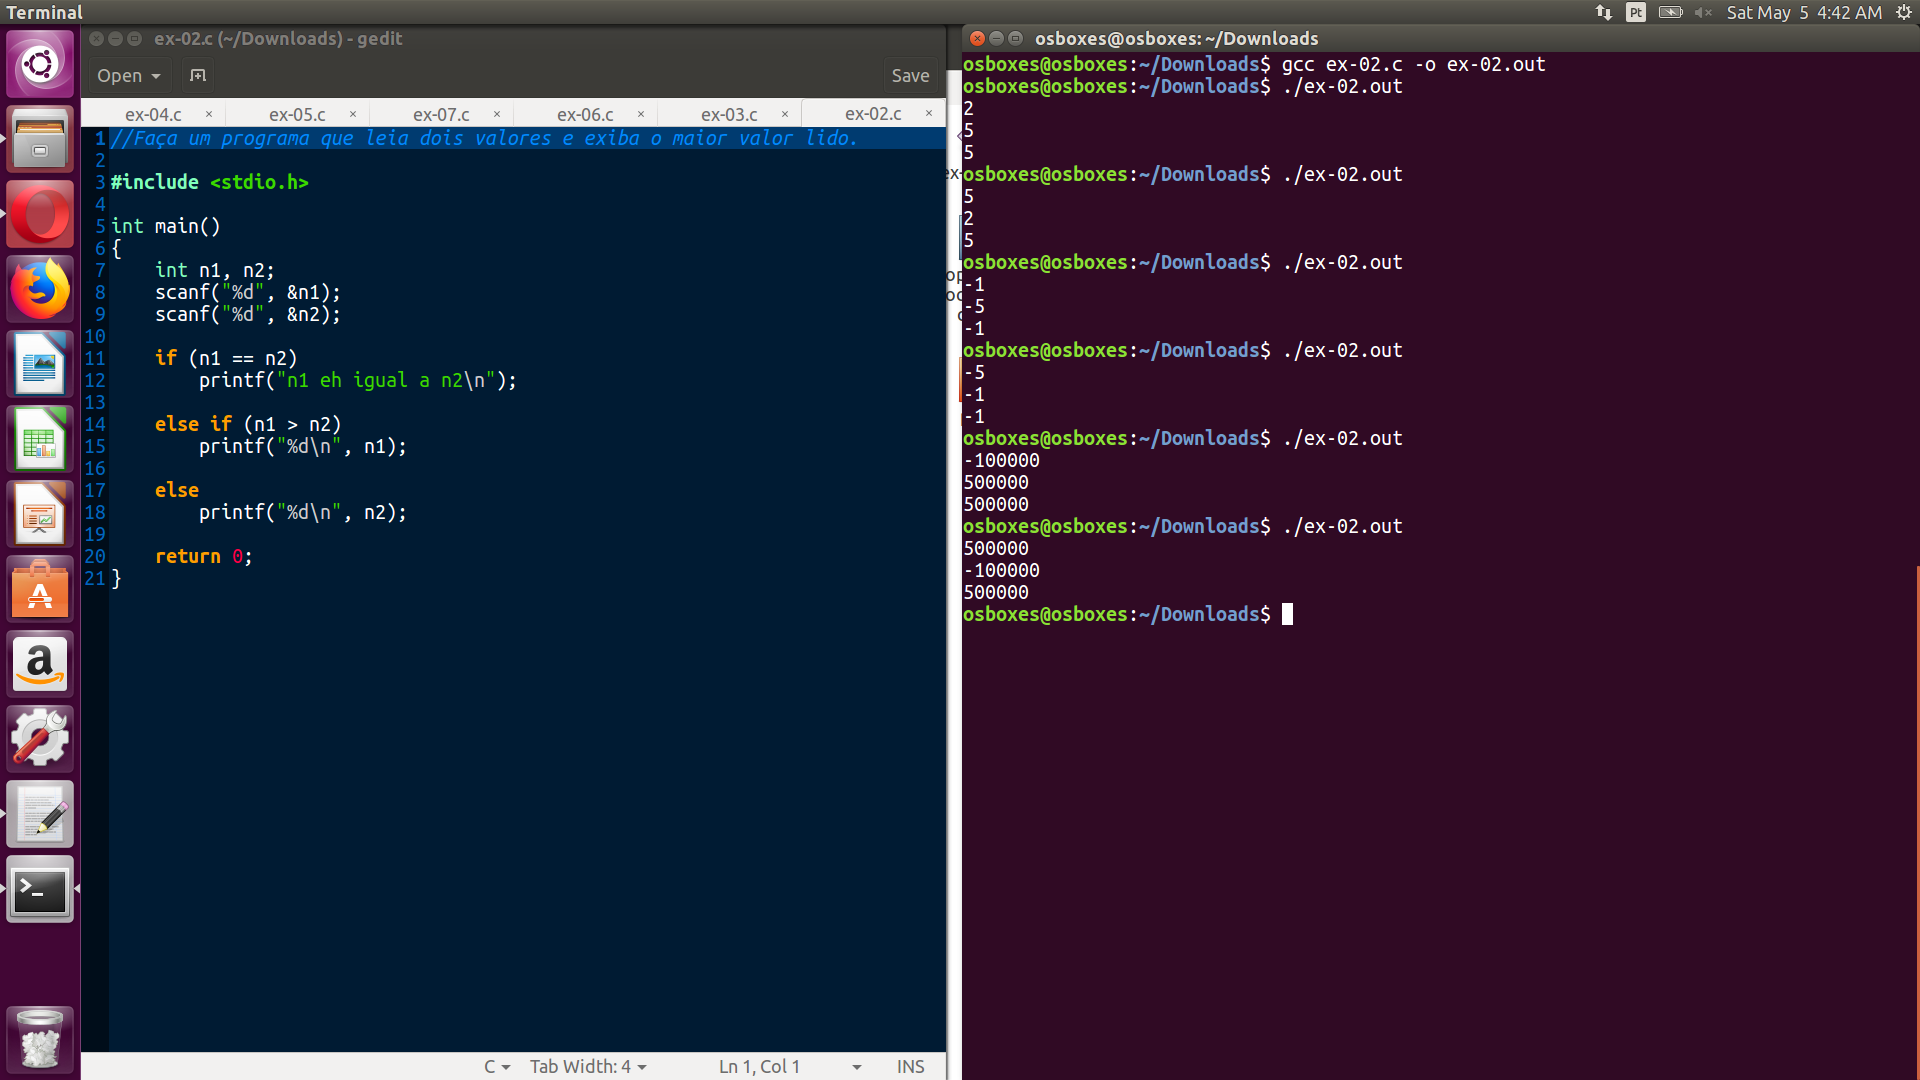 Terminal
Pt
Sat May 5 4:42 AM
ex-02.c (~/Downloads) - gedit
Open
Save
ex-04.c × ex-05.c × ex-07.c × ex-06.c × ex-03.c × ex-02.c ×
1 //Faça um programa que leia dois valores e exiba o maior valor lido.
2
3 #include <stdio.h>
4
5 int main()
6 {
7     int n1, n2;
8     scanf("%d", &n1);
9     scanf("%d", &n2);
10
11     if (n1 == n2)
12         printf("n1 eh igual a n2\n");
13
14     else if (n1 > n2)
15         printf("%d\n", n1);
16
17     else
18         printf("%d\n", n2);
19
20     return 0;
21 }
C Tab Width: 4 Ln 1, Col 1 INS
osboxes@osboxes: ~/Downloads
osboxes@osboxes:~/Downloads$ gcc ex-02.c -o ex-02.out
osboxes@osboxes:~/Downloads$ ./ex-02.out
2
5
5
osboxes@osboxes:~/Downloads$ ./ex-02.out
5
2
5
osboxes@osboxes:~/Downloads$ ./ex-02.out
-1
-5
-1
osboxes@osboxes:~/Downloads$ ./ex-02.out
-5
-1
-1
osboxes@osboxes:~/Downloads$ ./ex-02.out
-100000
500000
500000
osboxes@osboxes:~/Downloads$ ./ex-02.out
500000
-100000
500000
osboxes@osboxes:~/Downloads$